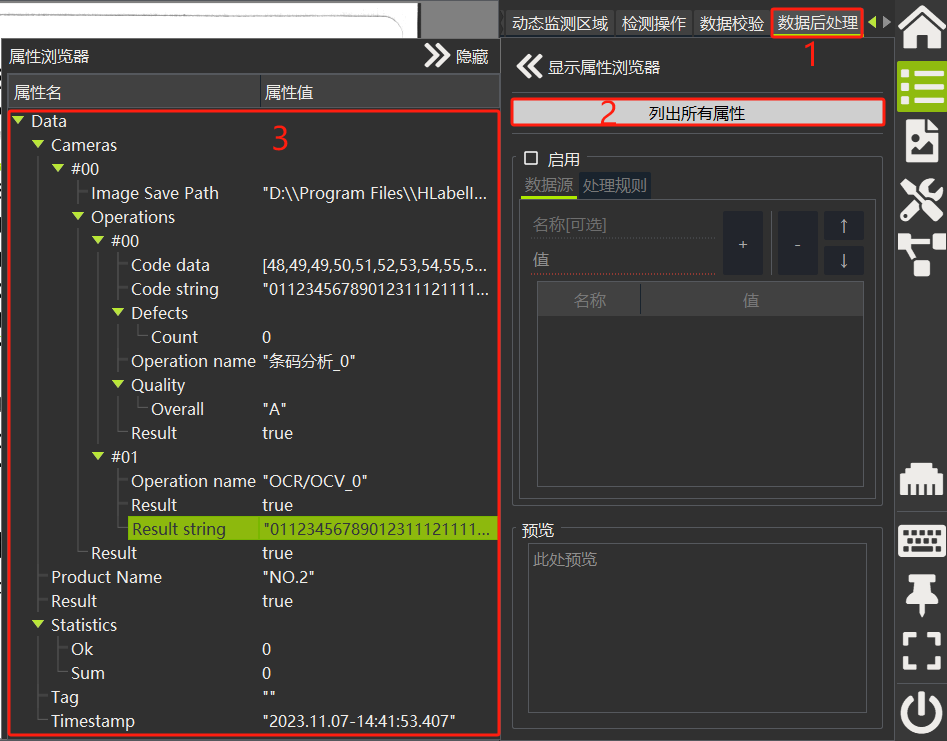 动态监测区域 检测操作 数据校验 数据后处理
1
属性浏览器 隐藏
显示属性浏览器
属性名 属性值
2 列出所有属性
3
Data
Cameras
#00
Image Save Path "D:\\Program Files\\HLabelI...
Operations
#00
Code data [48,49,49,50,51,52,53,54,55,5...
Code string "01123456789012311121111...
Defects
Count 0
Operation name "条码分析_0"
Quality
Overall "A"
Result true
#01
Operation name "OCR/OCV_0"
Result true
Result string "01123456789012311121111...
Result true
Product Name "NO.2"
Result true
Statistics
Ok 0
Sum 0
Tag ""
Timestamp "2023.11.07-14:41:53.407"
启用
数据源 处理规则
名称[可选]
值
+ - ↑
↓
名称 值
预览
此处预览